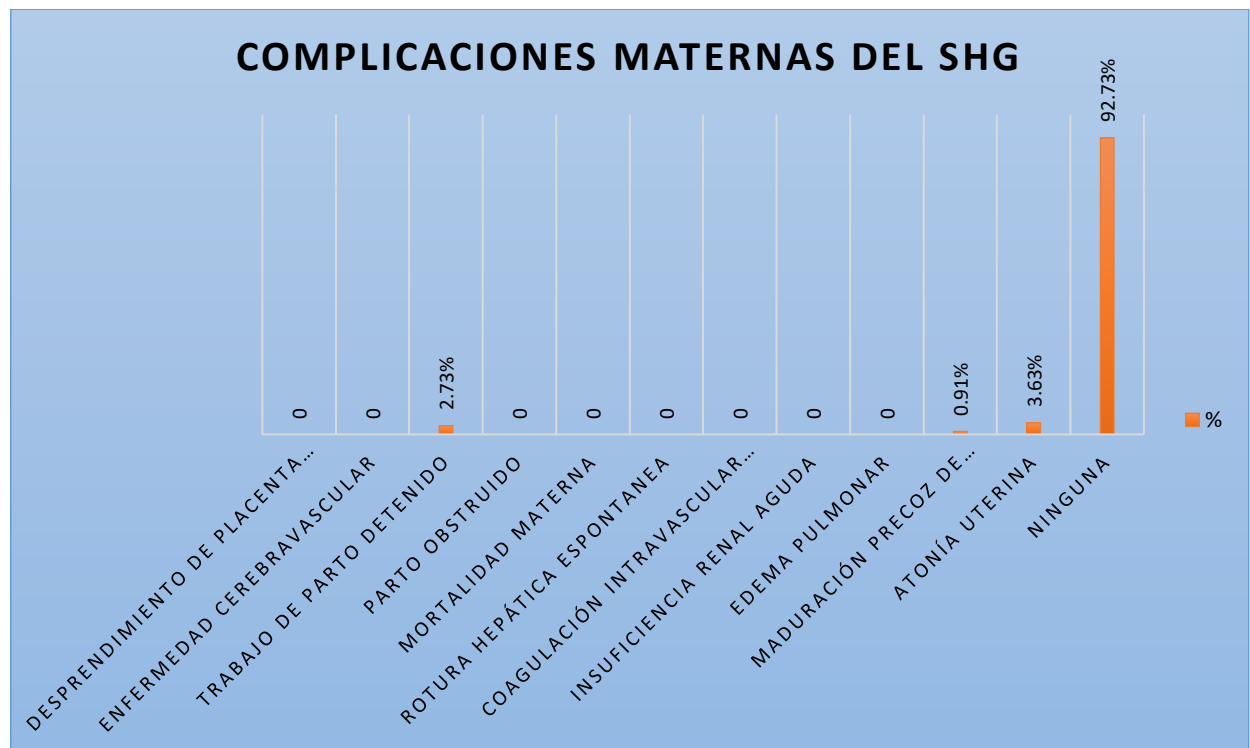 COMPLICACIONES MATERNAS DEL SHG
0
0
2.73%
0
0
0
0
0
0
0.91%
3.63%
92.73%
%
DESPRENDIMIENTO DE PLACENTA…
ENFERMEDAD CEREBRAVASCULAR
TRABAJO DE PARTO DETENIDO
PARTO OBSTRUIDO
MORTALIDAD MATERNA
ROTURA HEPÁTICA ESPONTANEA
COAGULACIÓN INTRAVASCULAR…
INSUFICIENCIA RENAL AGUDA
EDEMA PULMONAR
MADURACIÓN PRECOZ DE…
ATONÍA UTERINA
NINGUNA